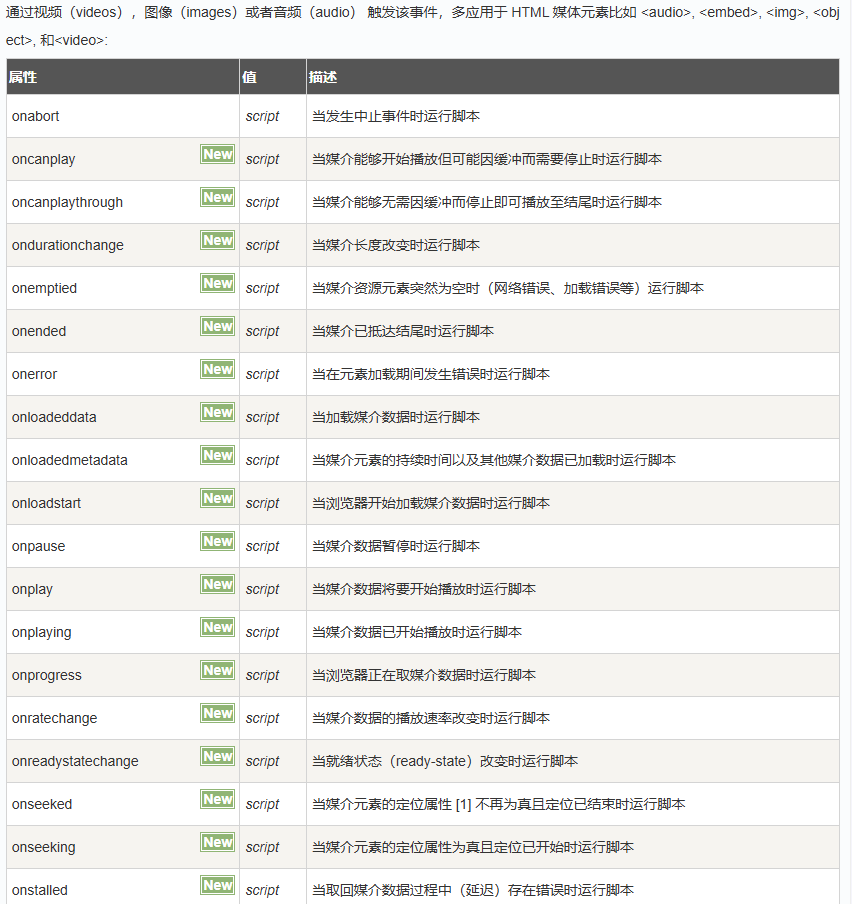 通过视频（videos），图像（images）或者音频（audio） 触发该事件，多应用于 HTML 媒体元素比如 <audio>, <embed>, <img>, <obj
ect>, 和<video>:
属性 值 描述
onabort script 当发生中止事件时运行脚本
oncanplay New script 当媒介能够开始播放但可能因缓冲而需要停止时运行脚本
oncanplaythrough New script 当媒介能够无需因缓冲而停止即可播放至结尾时运行脚本
ondurationchange New script 当媒介长度改变时运行脚本
onemptied New script 当媒介资源元素突然为空时（网络错误、加载错误等）运行脚本
onended New script 当媒介已抵达结尾时运行脚本
onerror New script 当在元素加载期间发生错误时运行脚本
onloadeddata New script 当加载媒介数据时运行脚本
onloadedmetadata New script 当媒介元素的持续时间以及其他媒介数据已加载时运行脚本
onloadstart New script 当浏览器开始加载媒介数据时运行脚本
onpause New script 当媒介数据暂停时运行脚本
onplay New script 当媒介数据将要开始播放时运行脚本
onplaying New script 当媒介数据已开始播放时运行脚本
onprogress New script 当浏览器正在取媒介数据时运行脚本
onratechange New script 当媒介数据的播放速率改变时运行脚本
onreadystatechange New script 当就绪状态（ready-state）改变时运行脚本
onseeked New script 当媒介元素的定位属性 [1] 不再为真且定位已结束时运行脚本
onseeking New script 当媒介元素的定位属性为真且定位已开始时运行脚本
onstalled New script 当取回媒介数据过程中（延迟）存在错误时运行脚本